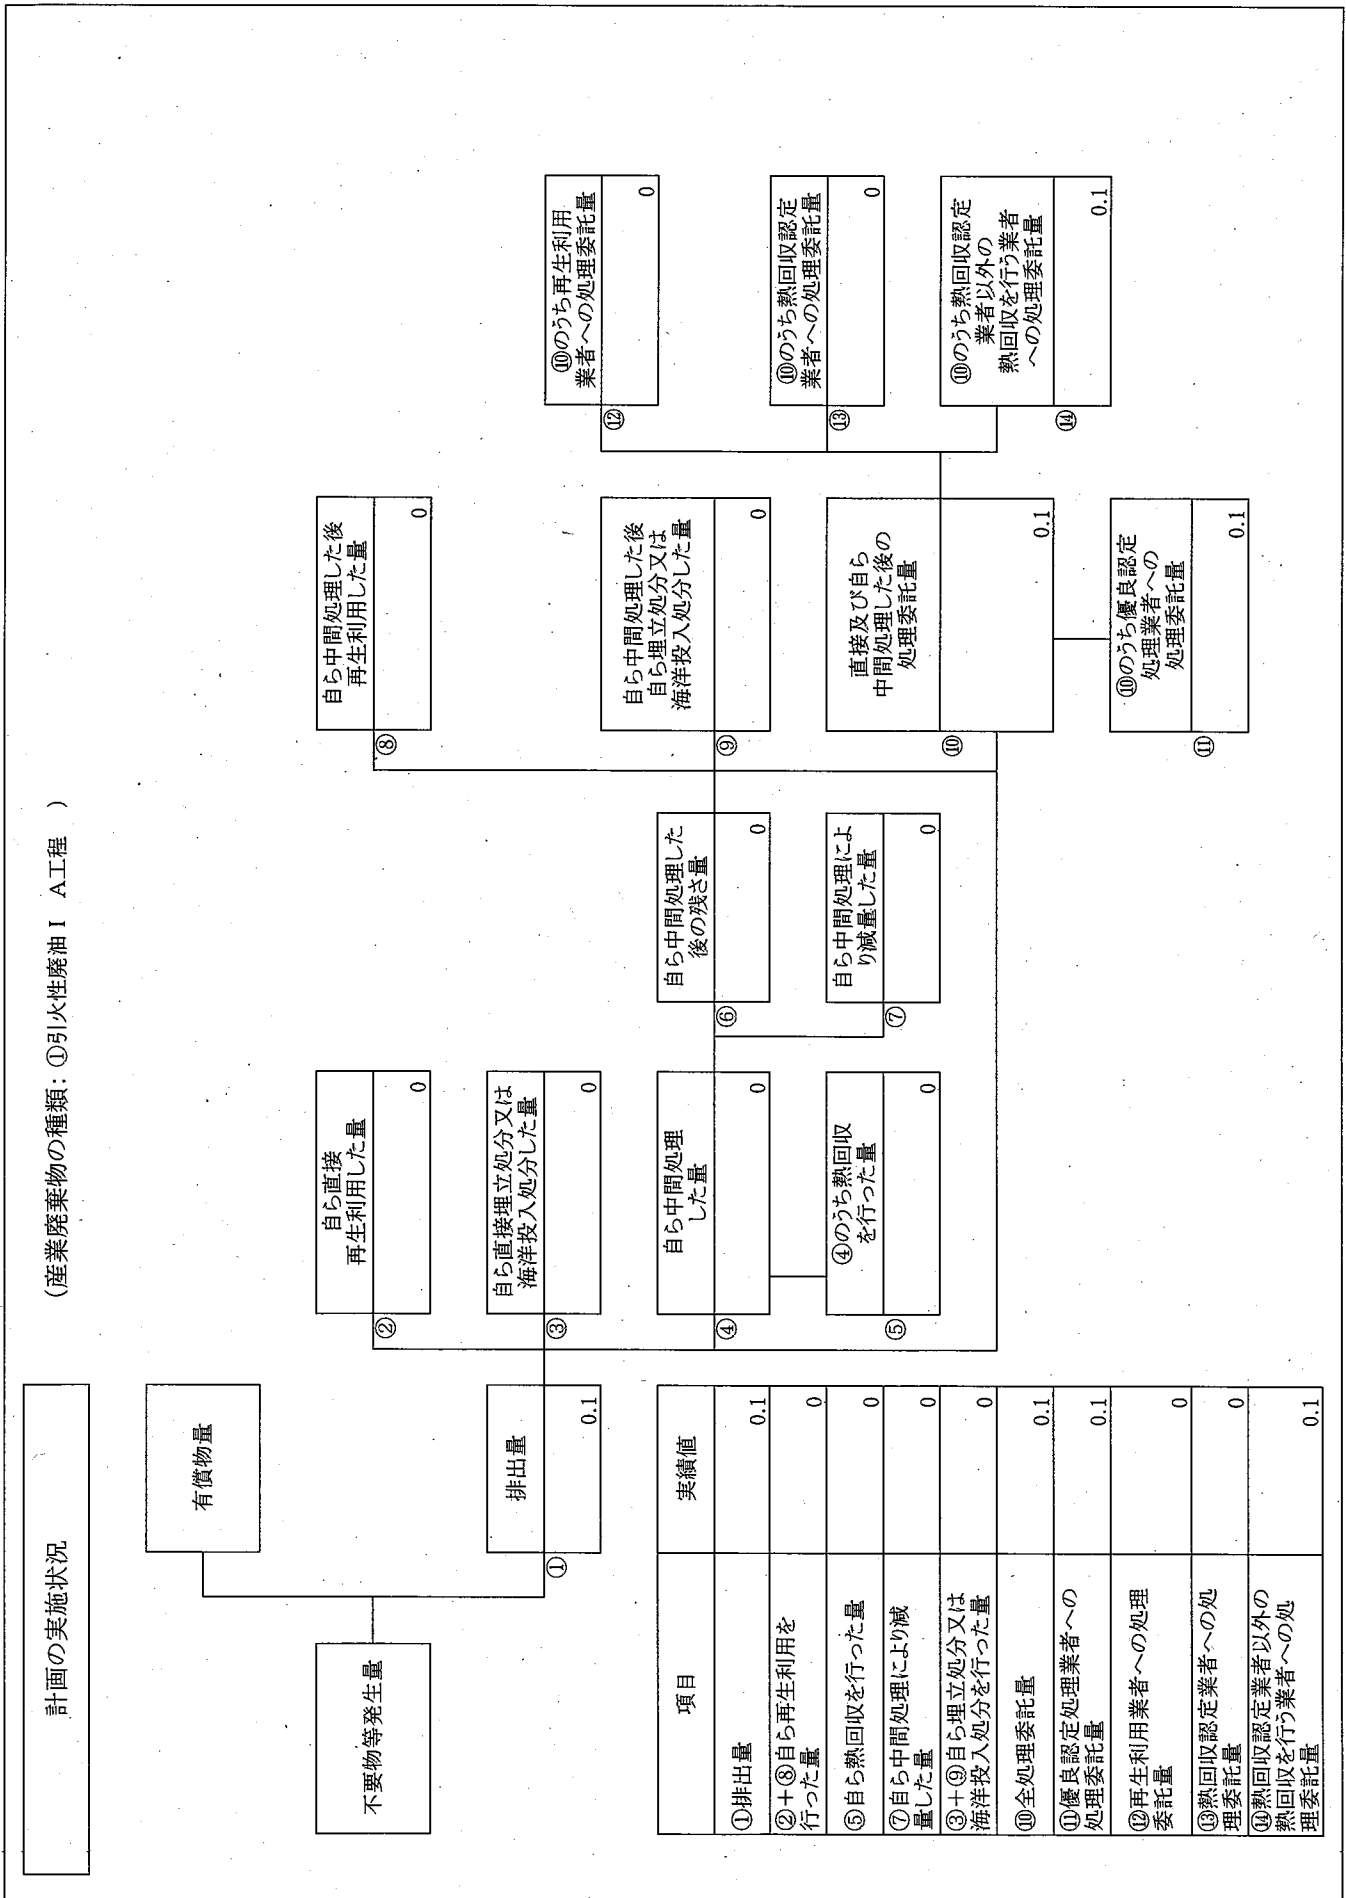 計画の実施状況
(産業廃棄物の種類：①引火性廃油Ⅰ　A工程　)
不要物等発生量
有償物量
排出量
①
0.1
自ら直接
再生利用した量
②
0
自ら直接埋立処分又は
海洋投入処分した量
③
0
自ら中間処理
した量
④
0
④のうち熱回収
を行った量
⑤
0
自ら中間処理した
後の残さ量
⑥
0
自ら中間処理によ
り減量した量
⑦
0
自ら中間処理した後
再生利用した量
⑧
0
自ら中間処理した後
自ら埋立処分又は
海洋投入処分した量
⑨
0
直接及び自ら
中間処理した後の
処理委託量
⑩
0.1
⑩のうち優良認定
処理業者への
処理委託量
⑪
0.1
⑩のうち再生利用
業者への処理委託量
⑫
0
⑩のうち熱回収認定
業者への処理委託量
⑬
0
⑩のうち熱回収認定
業者以外の
熱回収を行う業者
への処理委託量
⑭
0.1
項目　実績値
①排出量　0.1
②＋⑧自ら再生利用を
行った量　0
⑤自ら熱回収を行った量　0
⑦自ら中間処理により減
量した量　0
③＋⑨自ら埋立処分又は
海洋投入処分を行った量　0
⑩全処理委託量　0.1
⑪優良認定処理業者への
処理委託量　0.1
⑫再生利用業者への処理
委託量　0
⑬熱回収認定業者への処
理委託量　0
⑭熱回収認定業者以外の
熱回収を行う業者への処
理委託量　0.1